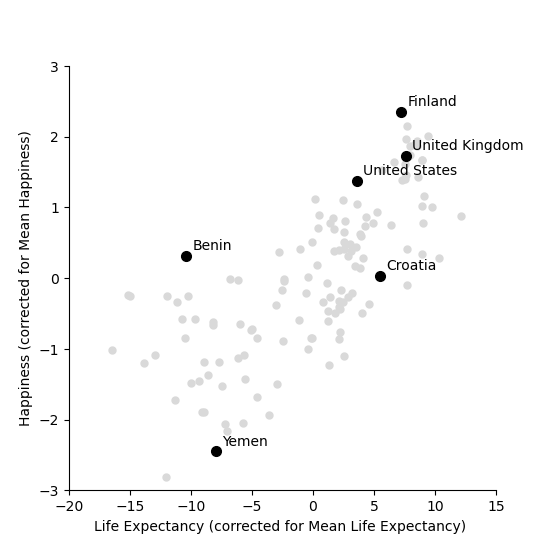 3
Finland
2
United Kingdom
United States
1
Benin
Croatia
0
−1
−2
Yemen
−3
−20
−15
−10
−5
0
5
10
15
Life Expectancy (corrected for Mean Life Expectancy)
Happiness (corrected for Mean Happiness)